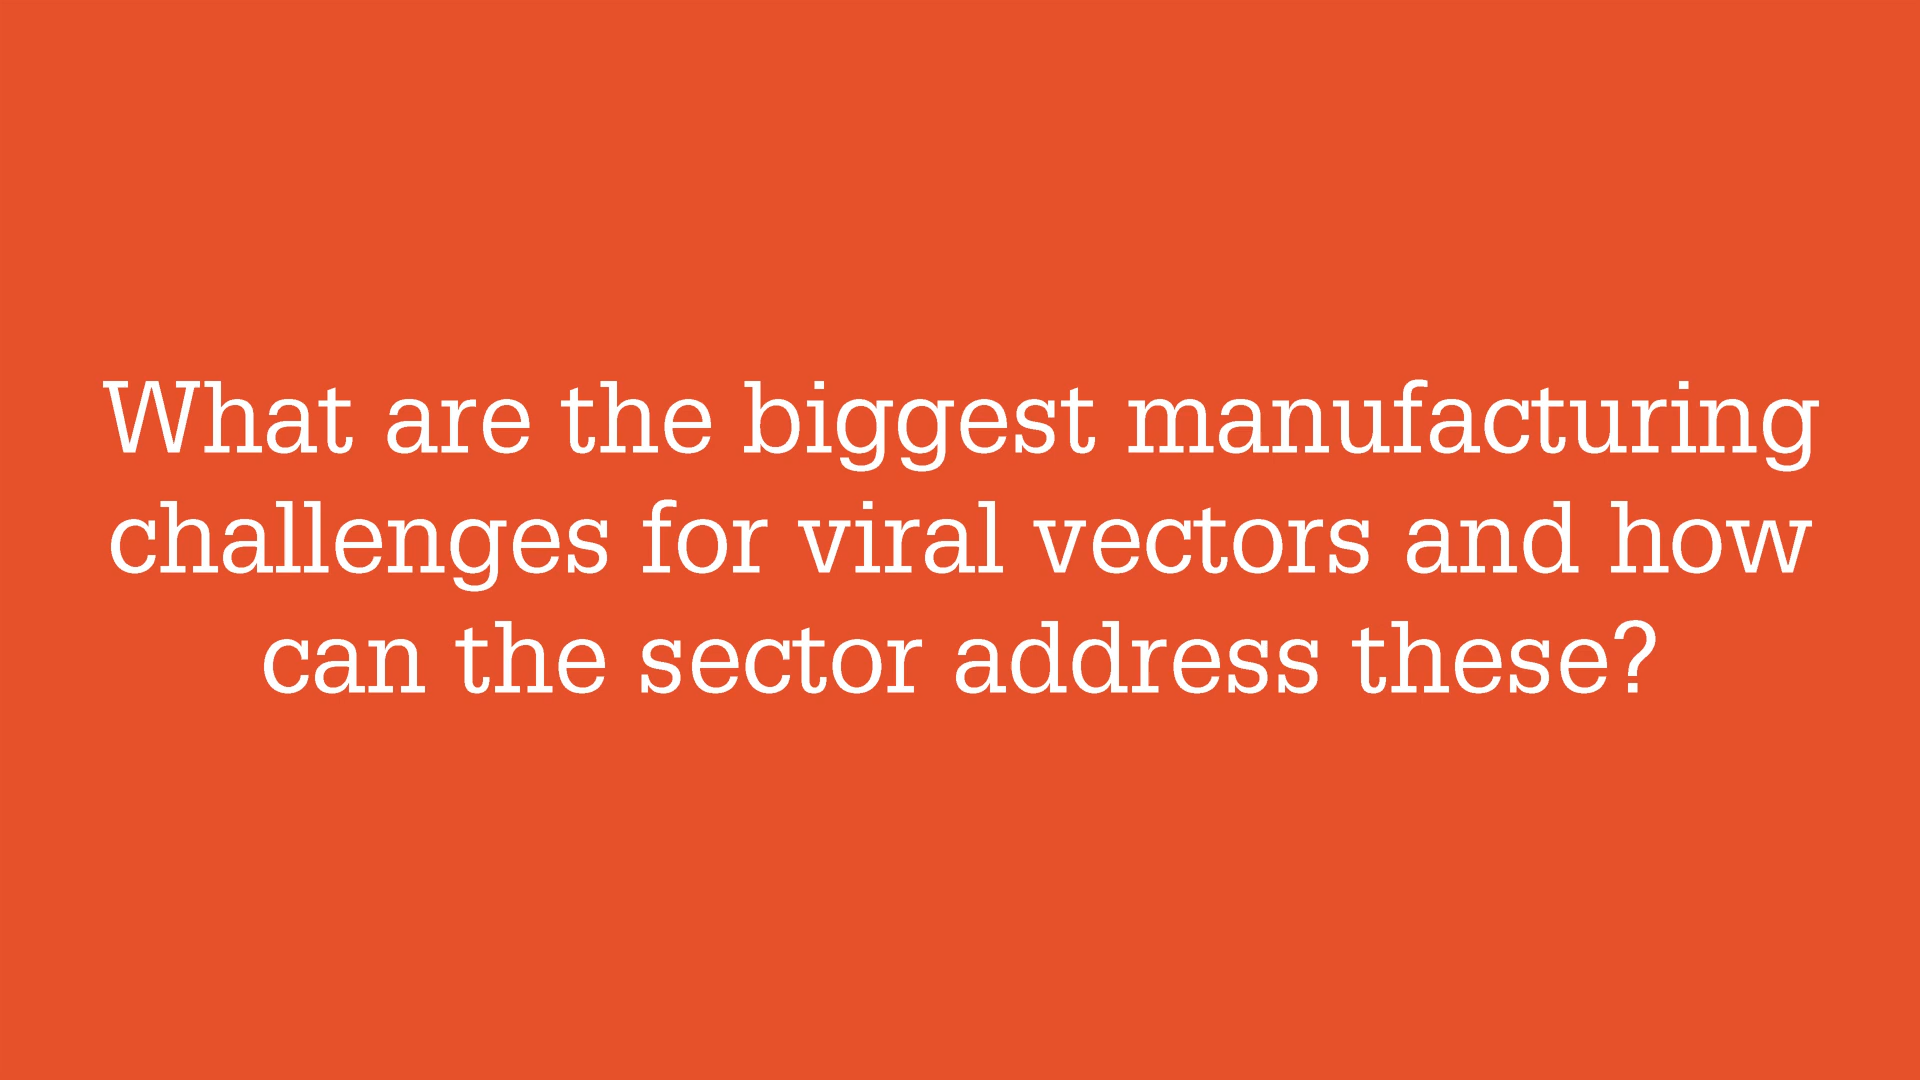 What are the biggest manufacturing
challenges for viral vectors and how
can the sector address these?